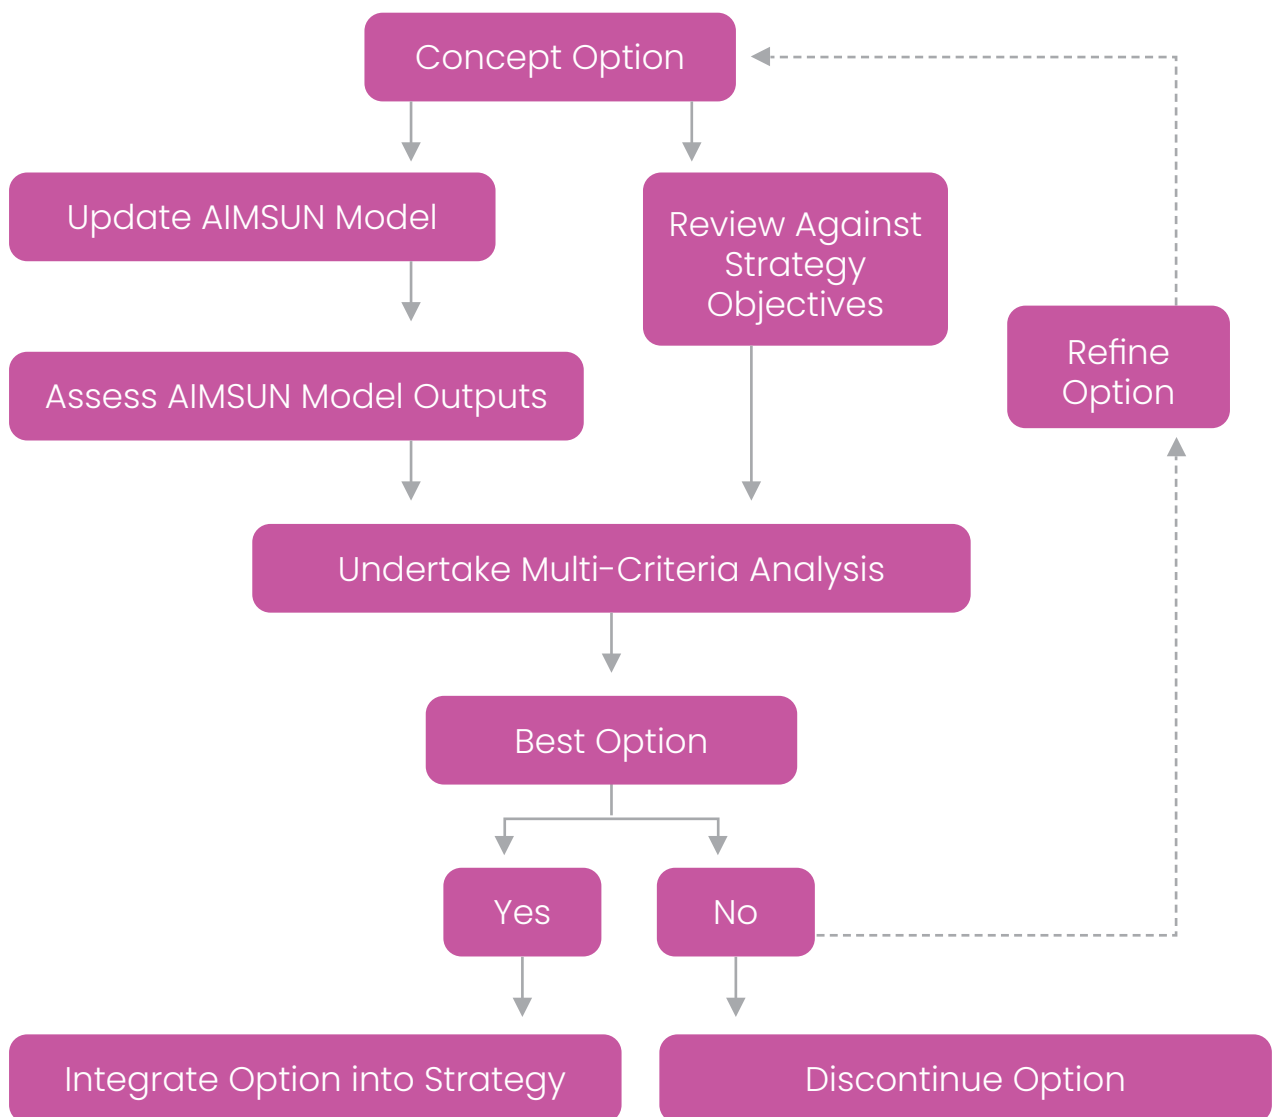 Concept Option
Update AIMSUN Model
Review Against
Strategy
Objectives
Refine
Option
Assess AIMSUN Model Outputs
Undertake Multi-Criteria Analysis
Best Option
Yes
No
Integrate Option into Strategy
Discontinue Option